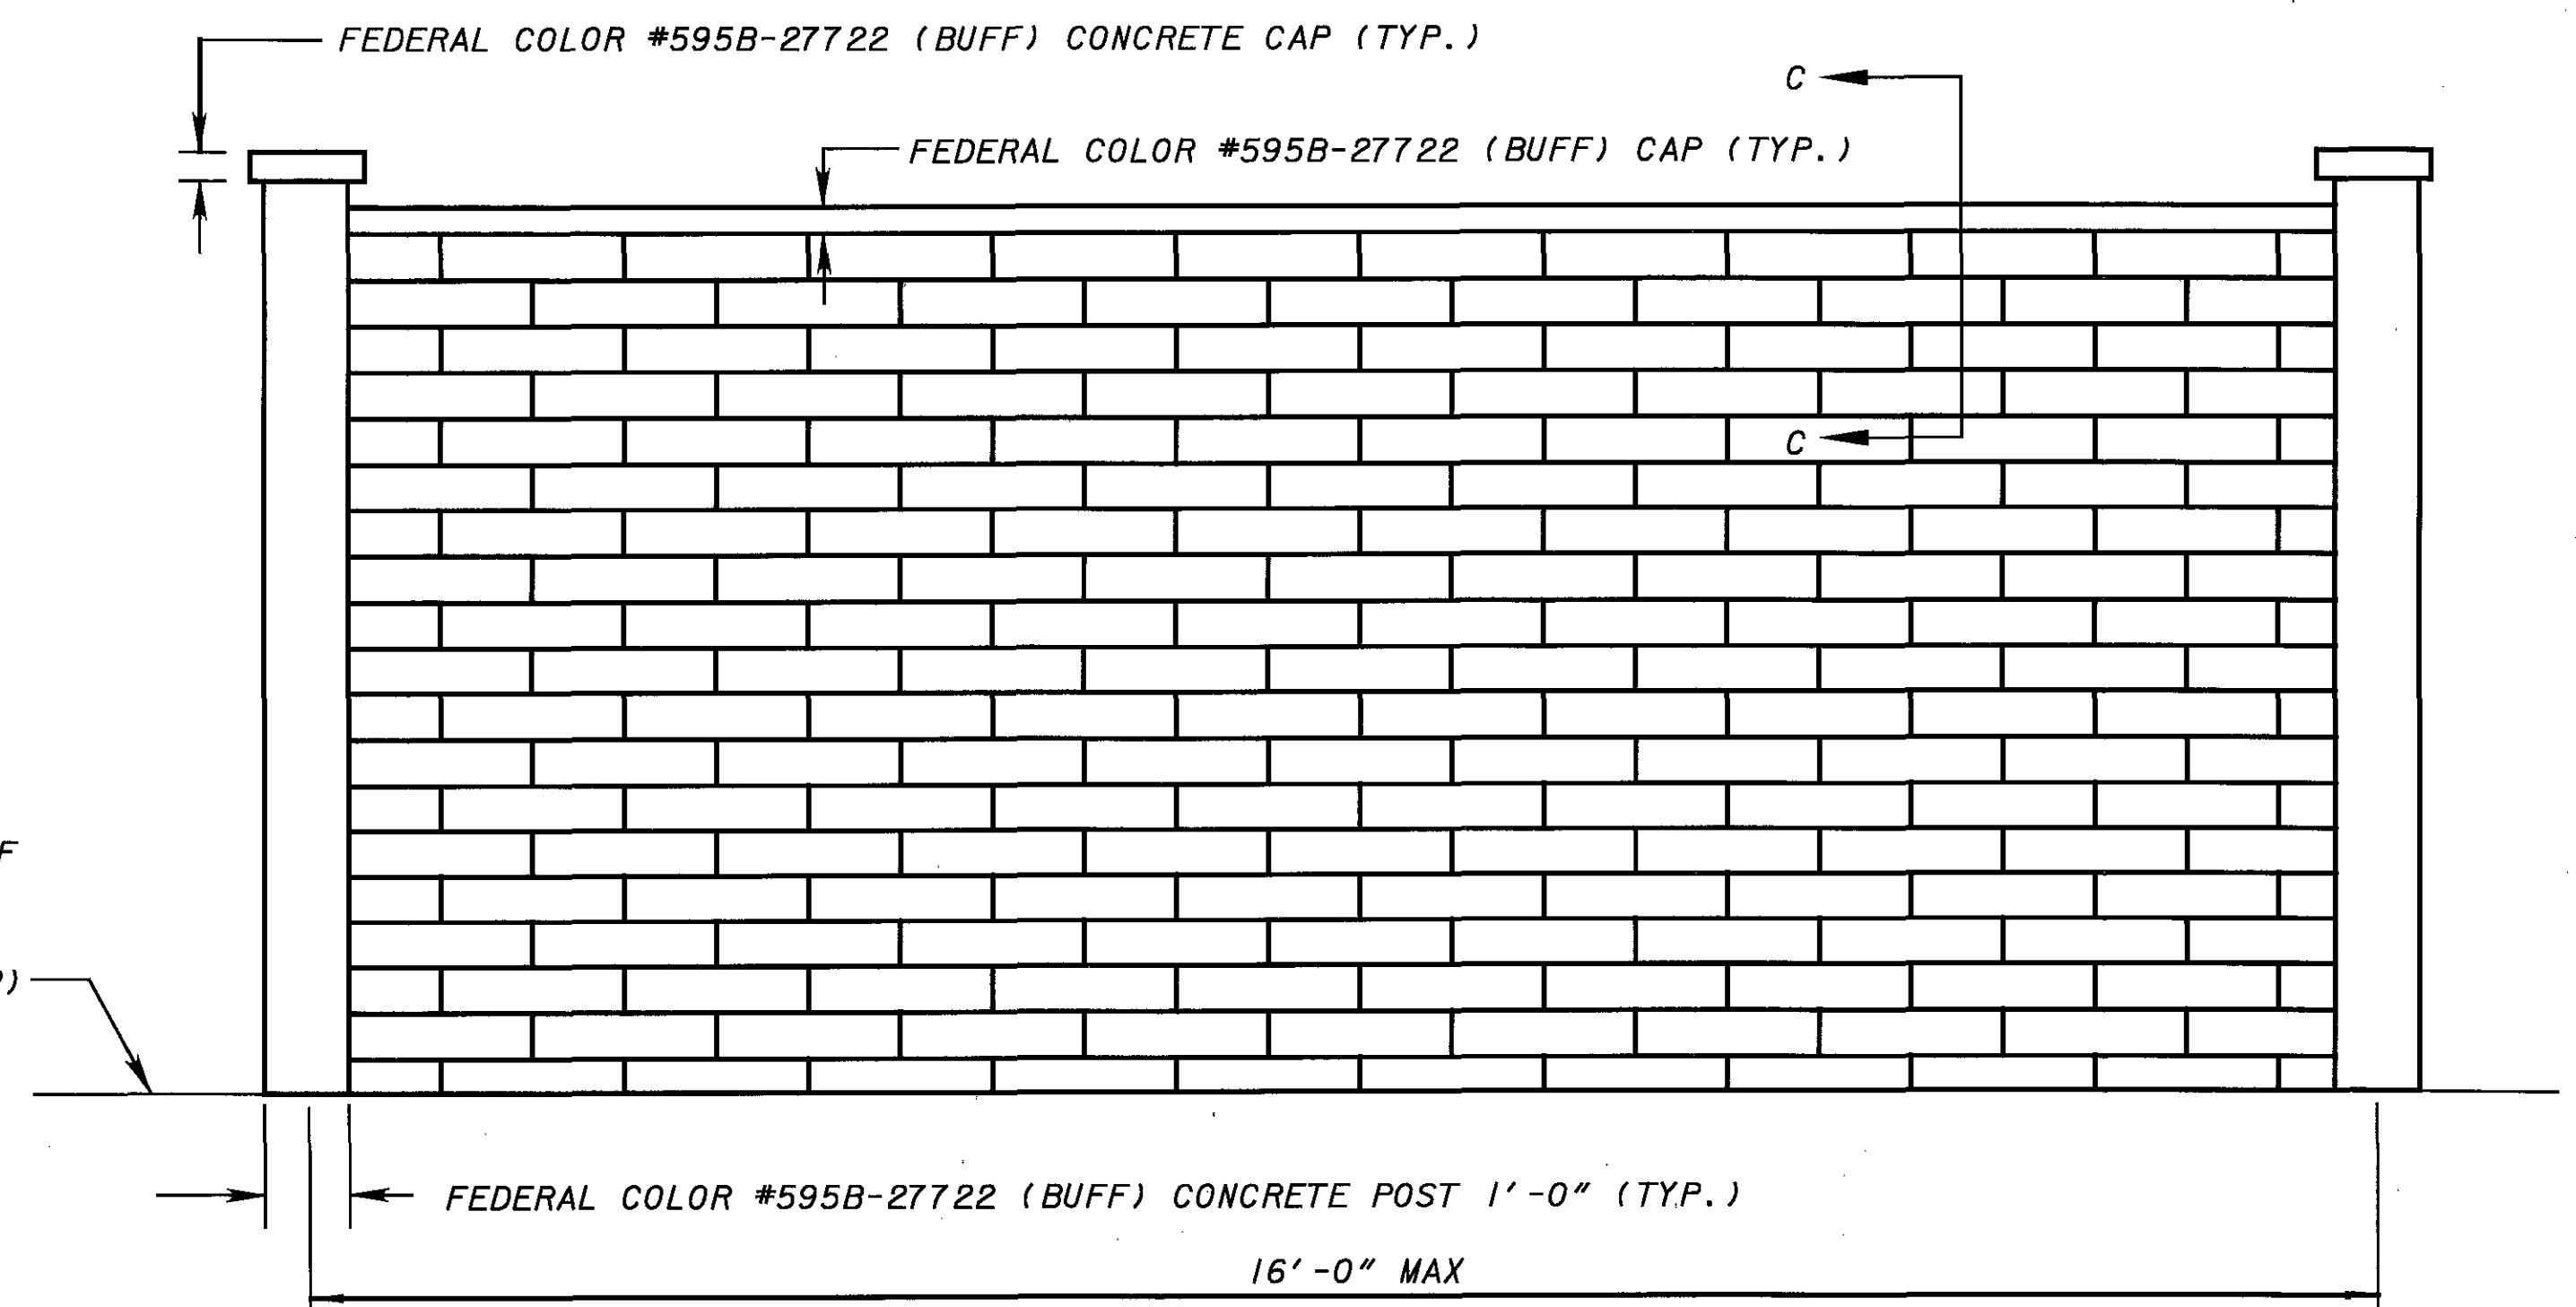 FEDERAL COLOR #595B-27722 (BUFF) CONCRETE CAP (TYP.)
C
FEDERAL COLOR #595B-27722 (BUFF) CAP (TYP.)
C
F
P)
FEDERAL COLOR #595B-27722 (BUFF) CONCRETE POST 1'-0" (TYP.)
16'-0" MAX